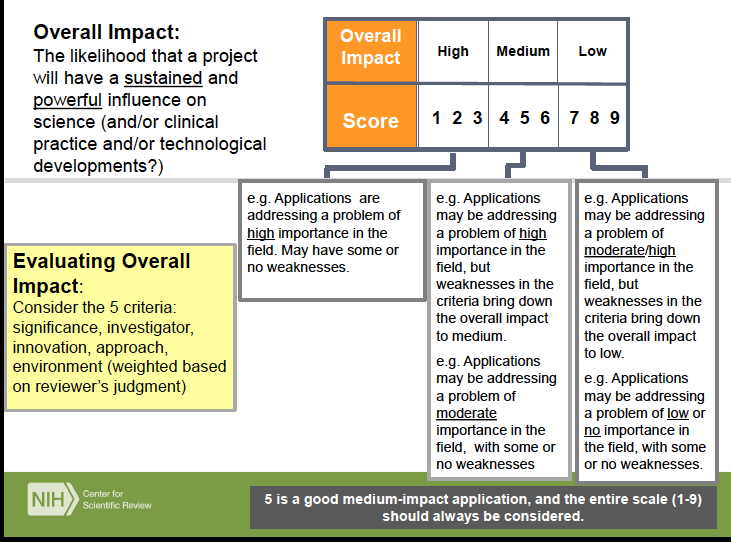 Overall Impact:
The likelihood that a project
will have a sustained and
powerful influence on
science (and/or clinical
practice and/or technological
developments?)
Overall
Impact
High
Medium
Low
Score
1 2 3
4 5 6
7 8 9
e.g. Applications are
addressing a problem of
high importance in the
field. May have some or
no weaknesses.
e.g. Applications
may be addressing
a problem of high
importance in the
field, but
weaknesses in the
criteria bring down
the overall impact
to medium.
e.g. Applications
may be addressing
a problem of
moderate
importance in the
field, with some or
no weaknesses
e.g. Applications
may be addressing
a problem of
moderate/high
importance in the
field, but
weaknesses in the
criteria bring down
the overall impact
to low.
e.g. Applications
may be addressing
a problem of low or
no importance in
the field, with some
or no weaknesses.
Evaluating Overall
Impact:
Consider the 5 criteria:
significance, investigator,
innovation, approach,
environment (weighted based
on reviewer's judgment)
NIH
Center for
Scientific Review
5 is a good medium-impact application, and the entire scale (1-9)
should always be considered.